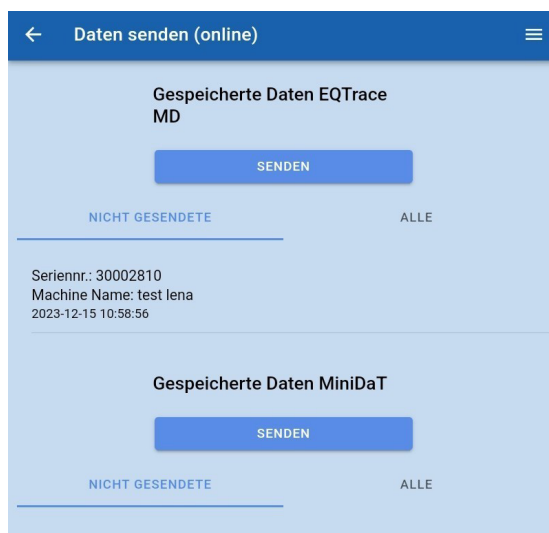 Daten senden (online)
Gespeicherte Daten EQTrace
MD
SENDEN
NICHT GESENDETE ALLE
Seriennr.: 30002810
Machine Name: test lena
2023-12-15 10:58:56
Gespeicherte Daten MiniDaT
SENDEN
NICHT GESENDETE ALLE